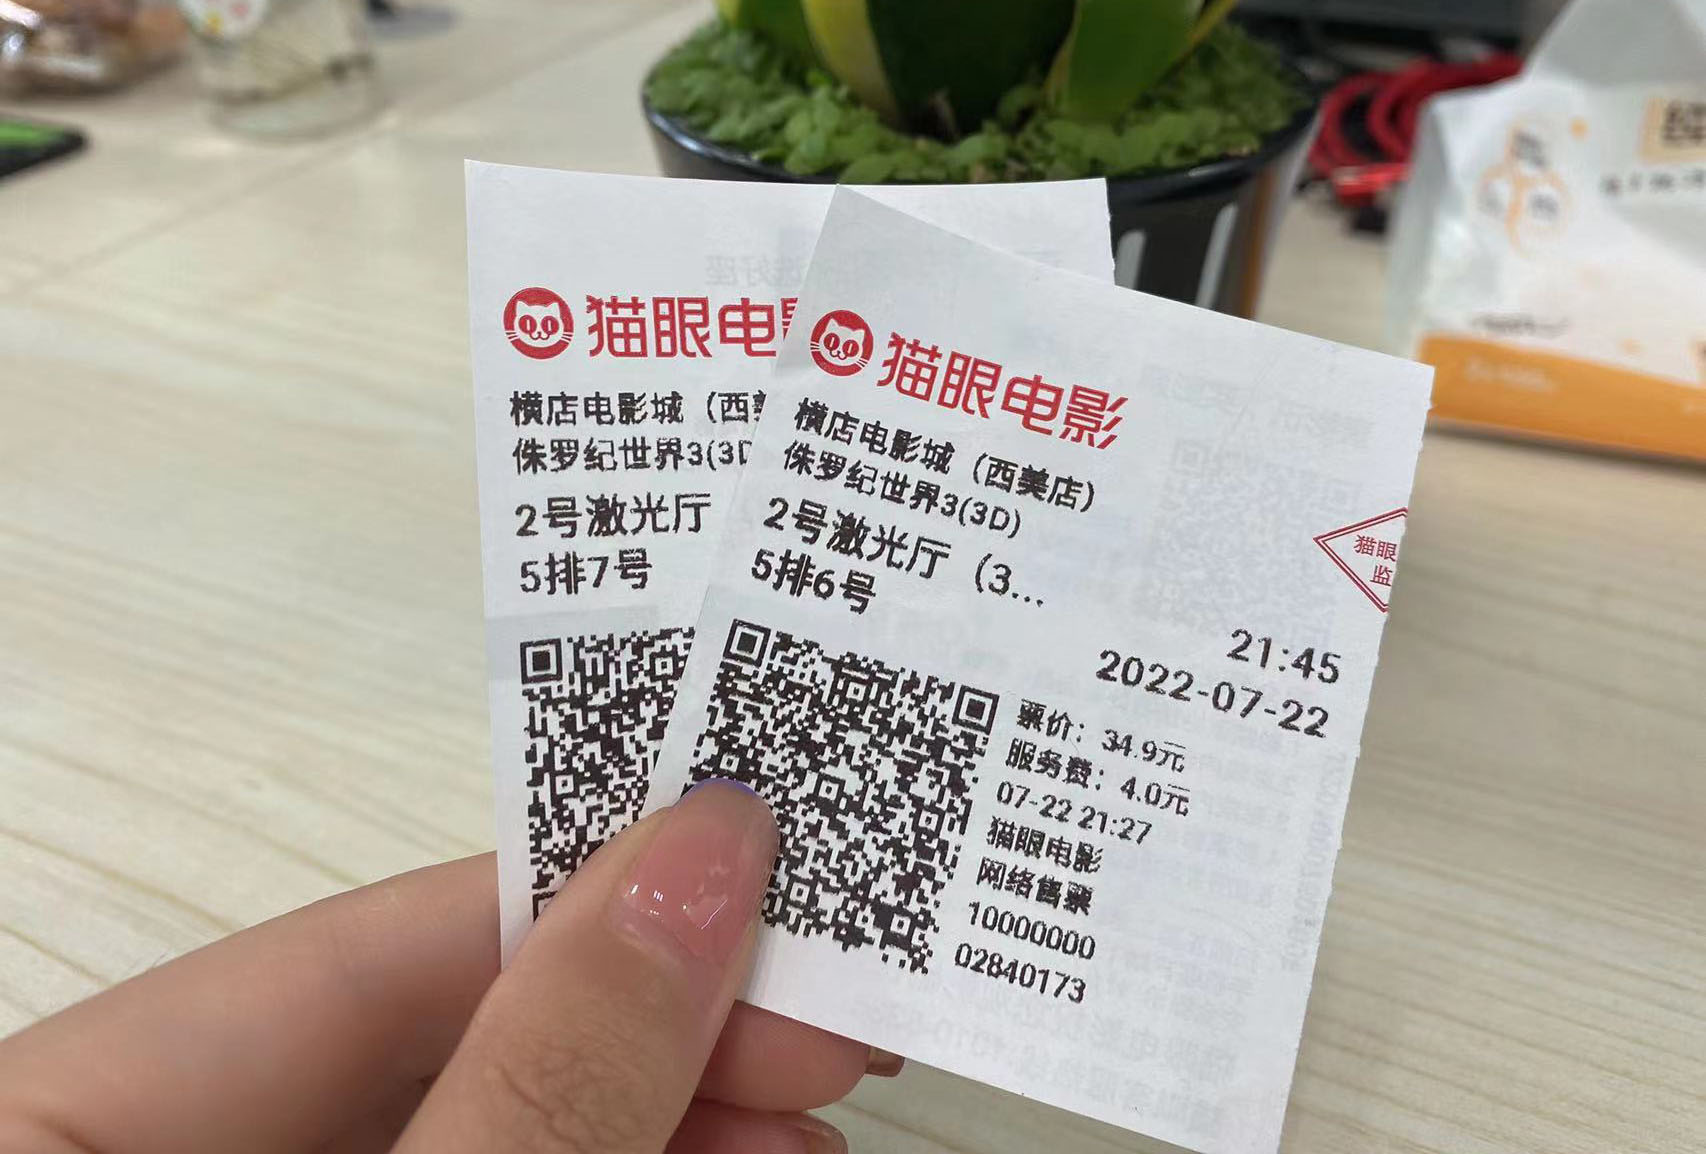 猫眼电影
横店电影城（西
侏罗纪世界3(3D
2号激光厅
5排7号
猫眼电影
横店电影城（西美店）
侏罗纪世界3(3D)
2号激光厅（3...
5排6号
猫眼
监
21:45
2022-07-22
票价：34.9元
服务费：4.0元
07-22 21:27
猫眼电影
网络售票
10000000
02840173